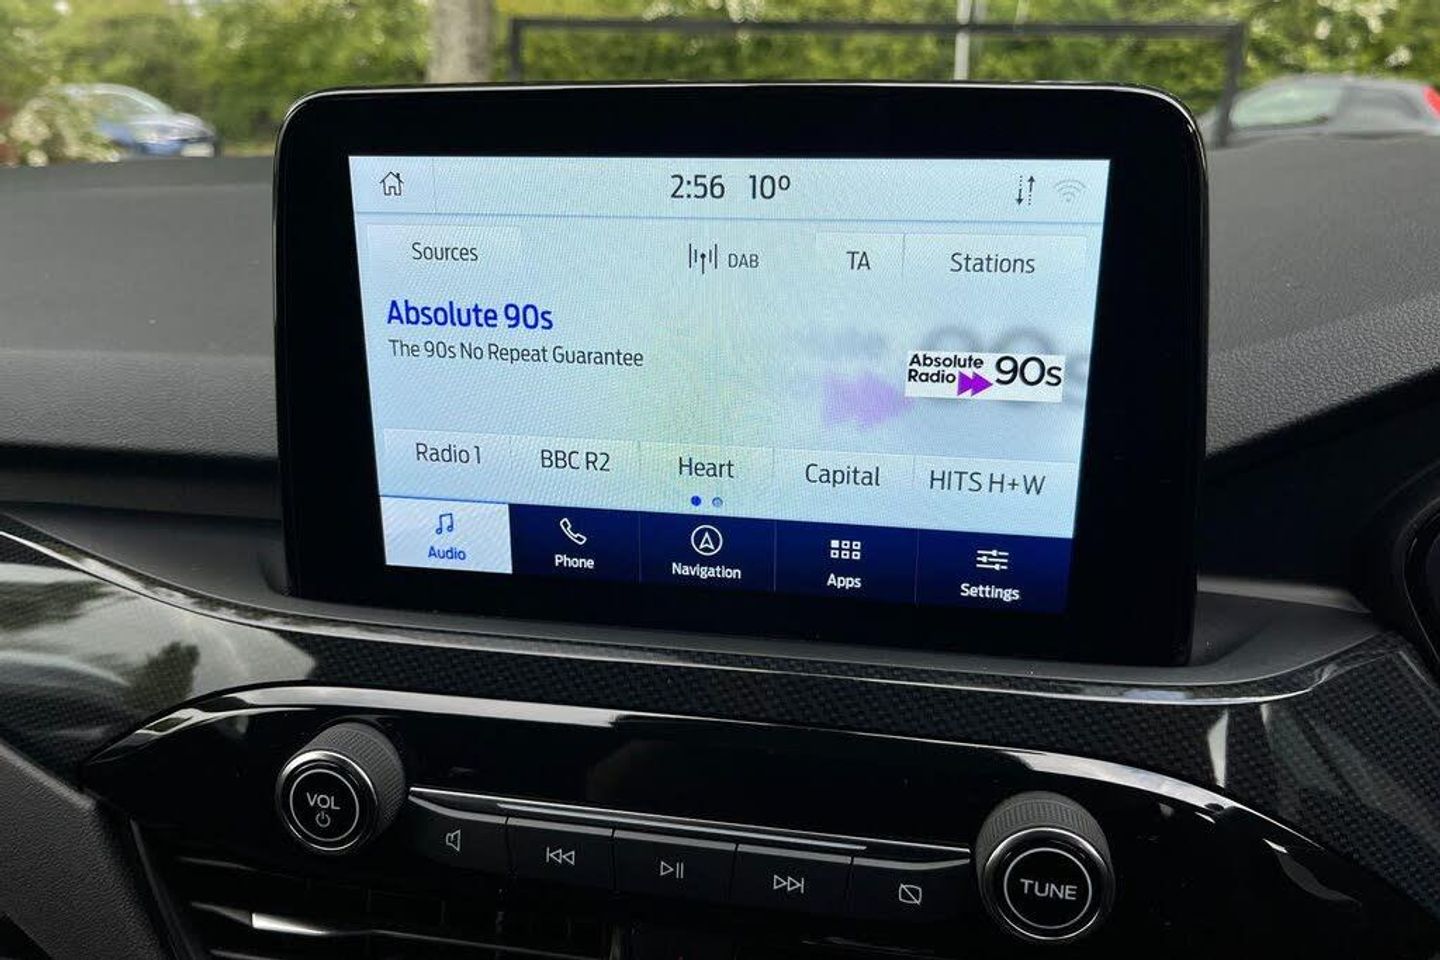 2:56 10º
Sources DAB TA Stations
Absolute 90s
The 90s No Repeat Guarantee
Absolute
Radio 90s
Radio 1 BBC R2 Heart Capital HITS H+W
Audio Phone Navigation Apps Settings
VOL
TUNE